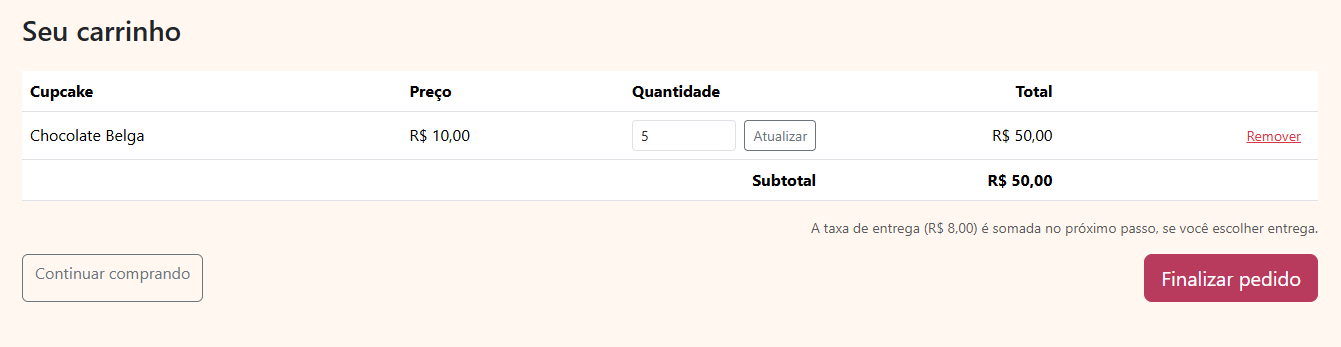 Seu carrinho
Cupcake Preço Quantidade Total
Chocolate Belga R$ 10,00 5 Atualizar R$ 50,00 Remover
Subtotal R$ 50,00
A taxa de entrega (R$ 8,00) é somada no próximo passo, se você escolher entrega.
Continuar comprando Finalizar pedido